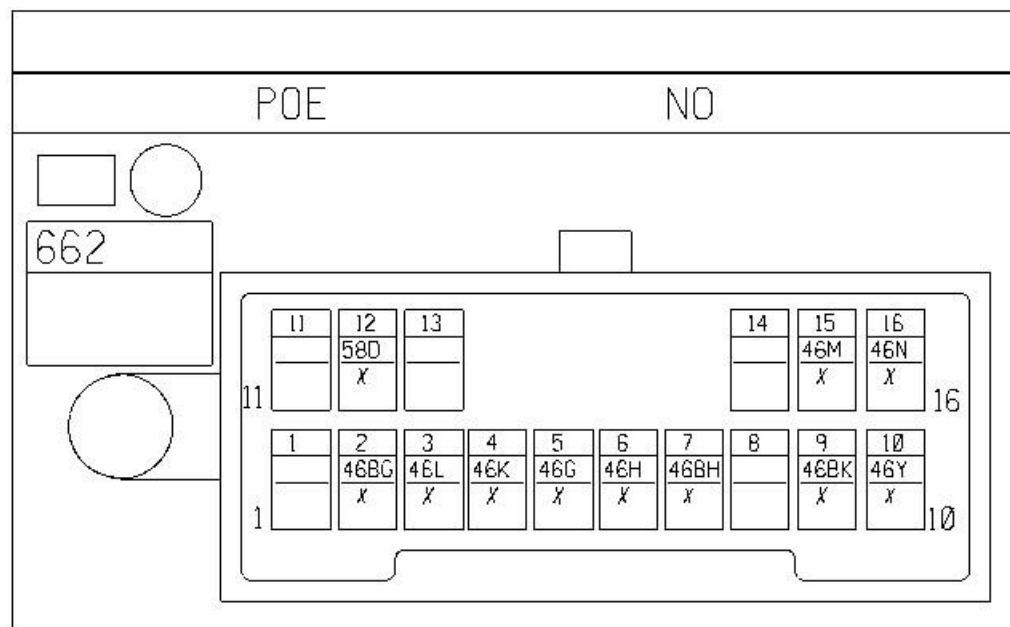 POE NO
662
11 12 13 14 15 16
58D 46M 46N
X X X
11 16
1 2 3 4 5 6 7 8 9 10
46BG 46L 46K 46G 46H 46BH 46BK 46Y
X X X X X X X X
1 10